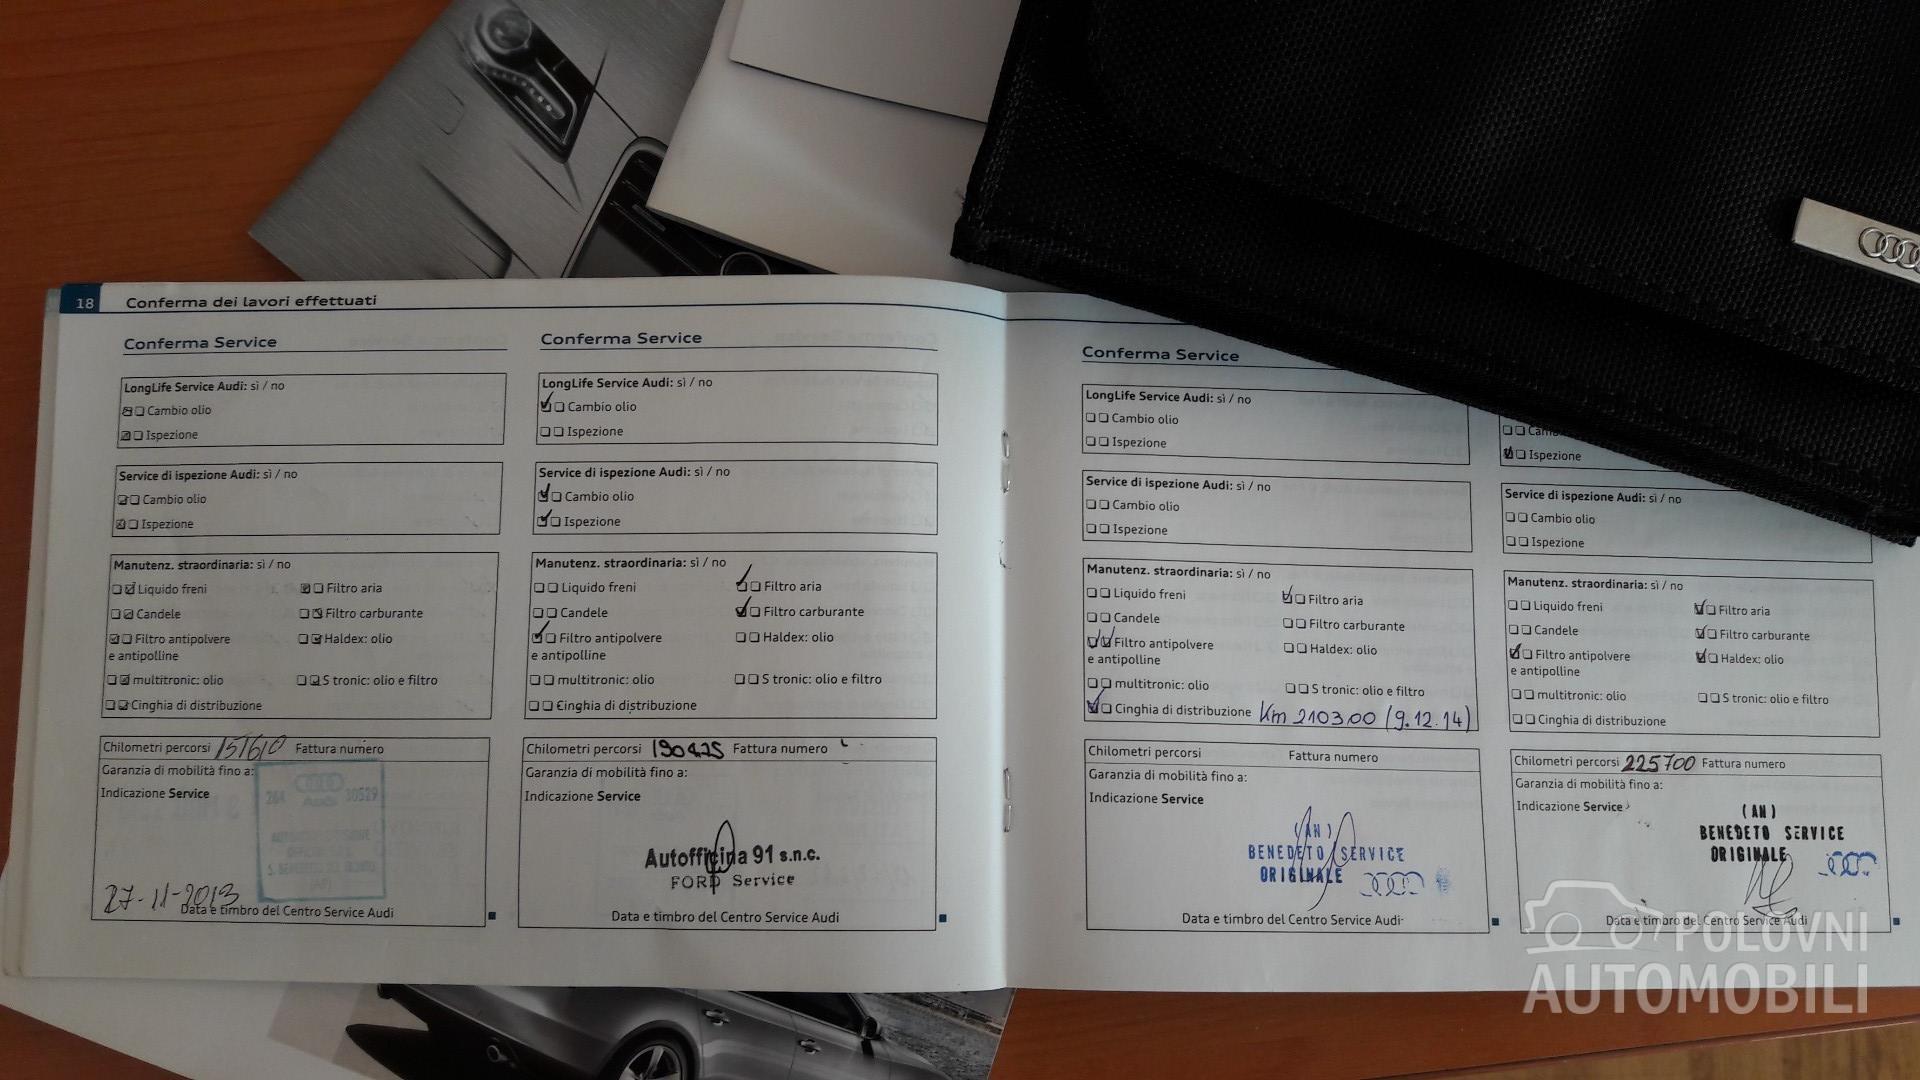 18 Conferma dei lavori effettuati
Conferma Service
LongLife Service Audi: sì / no
Cambio olio
Ispezione
Service di ispezione Audi: sì / no
Cambio olio
Ispezione
Manutenz. straordinaria: sì / no
Liquido freni Filtro aria
Candele Filtro carburante
Filtro antipolvere Haldex: olio
e antipolline
multitronic: olio S tronic: olio e filtro
Cinghia di distribuzione
Chilometri percorsi 151610 Fattura numero
Garanzia di mobilità fino a:
Indicazione Service
264 Audi 30529
27-11-2013
Data e timbro del Centro Service Audi
Conferma Service
LongLife Service Audi: sì / no
Cambio olio
Ispezione
Service di ispezione Audi: sì / no
Cambio olio
Ispezione
Manutenz. straordinaria: sì / no
Liquido freni Filtro aria
Candele Filtro carburante
Filtro antipolvere Haldex: olio
e antipolline
multitronic: olio S tronic: olio e filtro
Cinghia di distribuzione
Chilometri percorsi 190425 Fattura numero
Garanzia di mobilità fino a:
Indicazione Service
Autofficina 91 s.n.c.
FORD Service
Data e timbro del Centro Service Audi
Conferma Service
LongLife Service Audi: sì / no
Cambio olio
Ispezione
Service di ispezione Audi: sì / no
Cambio olio
Ispezione
Manutenz. straordinaria: sì / no
Liquido freni Filtro aria
Candele Filtro carburante
Filtro antipolvere Haldex: olio
e antipolline
multitronic: olio S tronic: olio e filtro
Cinghia di distribuzione Km 210300 (9.12.14)
Chilometri percorsi Fattura numero
Garanzia di mobilità fino a:
Indicazione Service
(AN)
BENEDETO SERVICE
ORIGINALE
Data e timbro del Centro Service Audi
Ispezione
Service di ispezione Audi: sì / no
Cambio olio
Ispezione
Manutenz. straordinaria: sì / no
Liquido freni Filtro aria
Candele Filtro carburante
Filtro antipolvere Haldex: olio
e antipolline
multitronic: olio S tronic: olio e filtro
Cinghia di distribuzione
Chilometri percorsi 225700 Fattura numero
Garanzia di mobilità fino a:
Indicazione Service
(AN)
BENEDETO SERVICE
ORIGINALE
Data e timbro del Centro Service Audi
POLOVNI
AUTOMOBILI